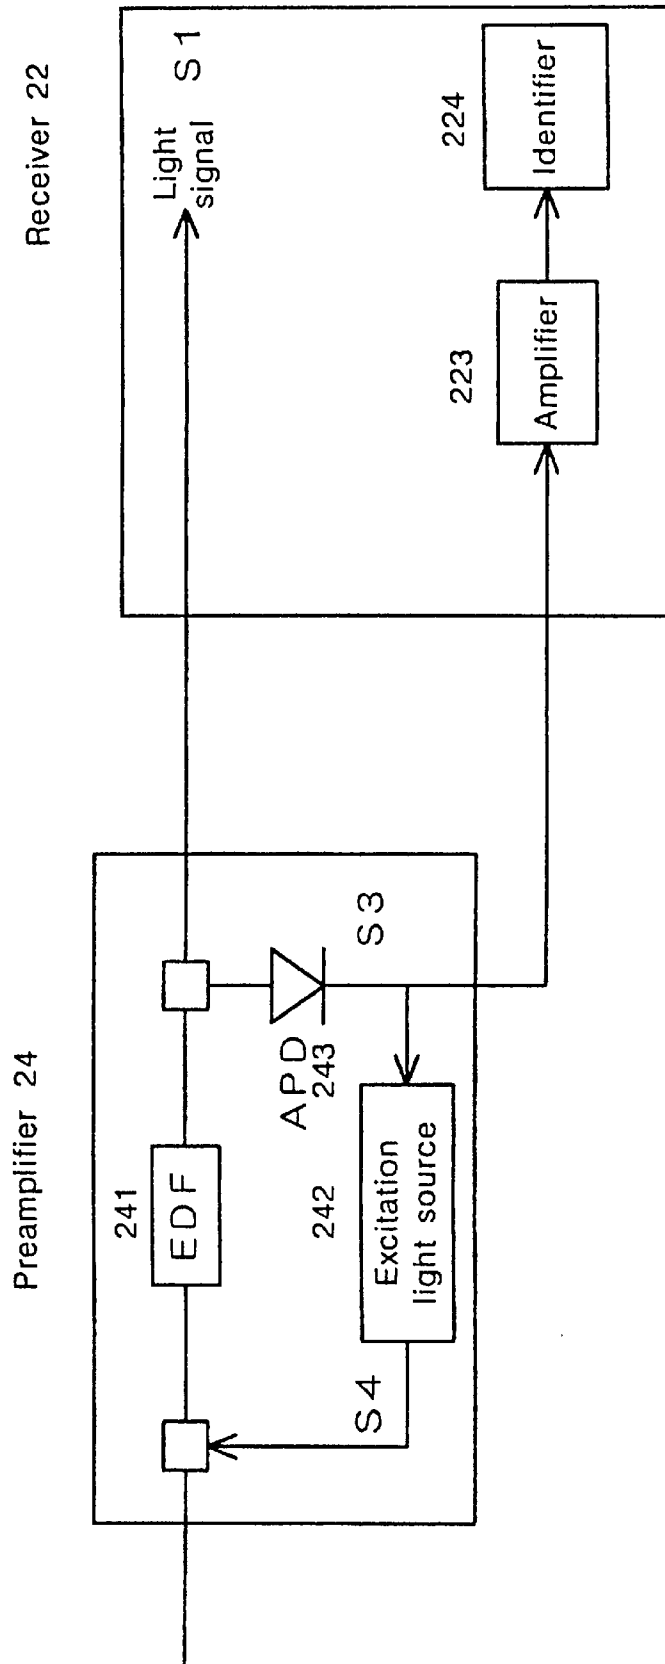 Preamplifier 24
241
EDF
APD
243
S3
242
Excitation
light source
S4
Receiver 22
Light
signal
S1
223
Amplifier
224
Identifier